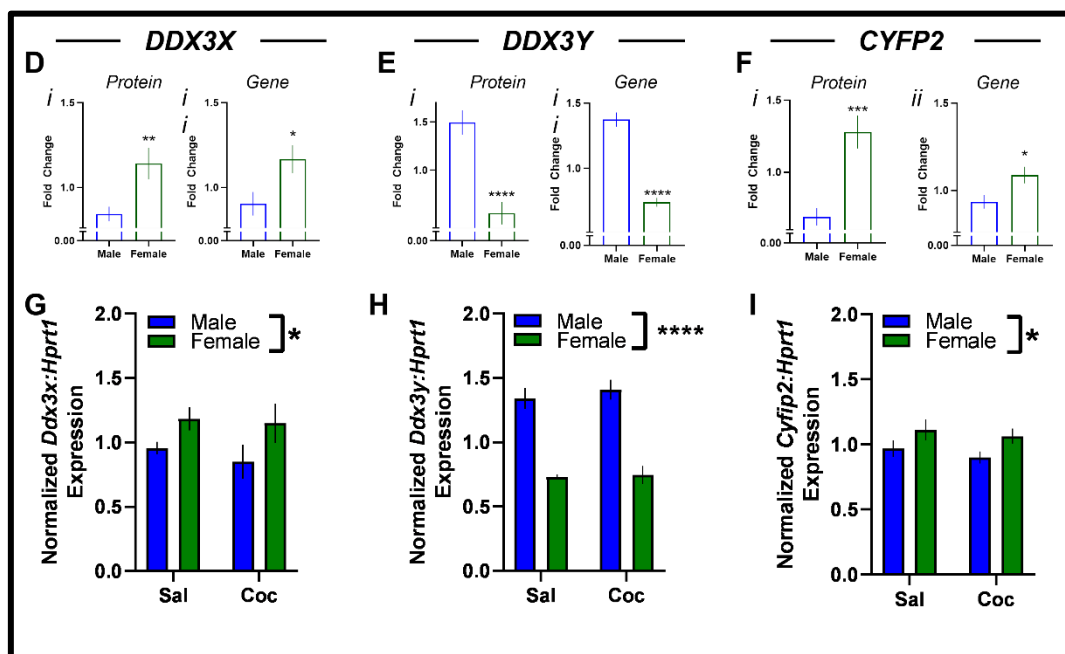 DDX3X
DDX3Y
CYFP2
D
Protein
Gene
i
i
i
Fold Change
1.5
1.0
0.00
**
Male Female
Fold Change
1.5
1.0
0.00
*
Male Female
E
Protein
Gene
i
i
i
Fold Change
1.5
1.0
0.00
****
Male Female
Fold Change
1.5
1.0
0.00
****
Male Female
F
Protein
Gene
i
ii
Fold Change
1.5
1.0
0.00
***
Male Female
Fold Change
1.5
1.0
0.00
*
Male Female
G
Normalized Ddx3x:Hprt1
Expression
2.0
1.5
1.0
0.5
0.0
Male
Female
*
Sal Coc
H
Normalized Ddx3y:Hprt1
Expression
2.0
1.5
1.0
0.5
0.0
Male
Female
****
Sal Coc
I
Normalized Cyfip2:Hprt1
Expression
2.0
1.5
1.0
0.5
0.0
Male
Female
*
Sal Coc